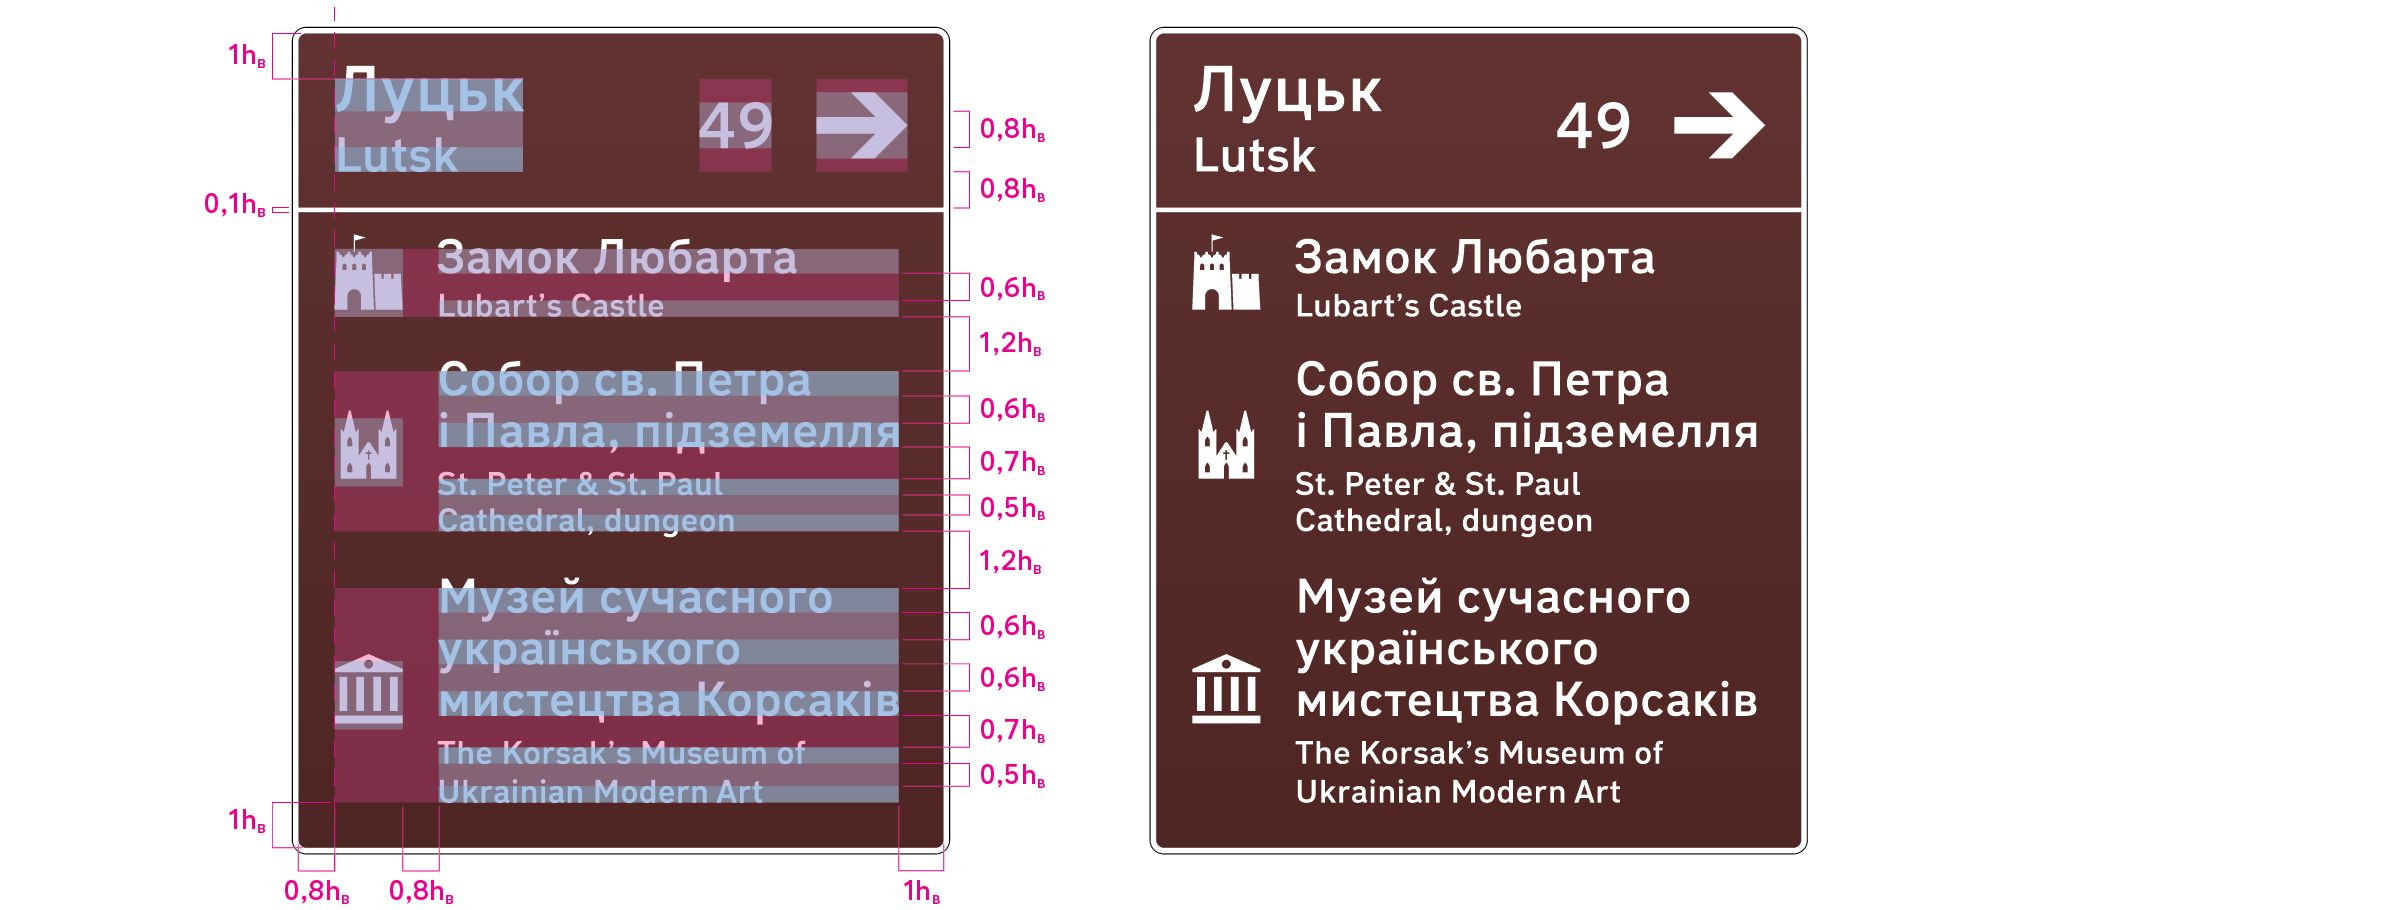 1hв
Луцьк
Lutsk
49
0,8hв
0,8hв
0,1hв
Замок Любарта
Lubart’s Castle
0,6hв
1,2hв
Собор св. Петра
і Павла, підземелля
St. Peter & St. Paul
Cathedral, dungeon
0,6hв
0,7hв
0,5hв
1,2hв
Музей сучасного
українського
мистецтва Корсаків
The Korsak’s Museum of
Ukrainian Modern Art
0,6hв
0,6hв
0,7hв
0,5hв
1hв
0,8hв
0,8hв
1hв
Луцьк
Lutsk
49
Замок Любарта
Lubart’s Castle
Собор св. Петра
і Павла, підземелля
St. Peter & St. Paul
Cathedral, dungeon
Музей сучасного
українського
мистецтва Корсаків
The Korsak’s Museum of
Ukrainian Modern Art